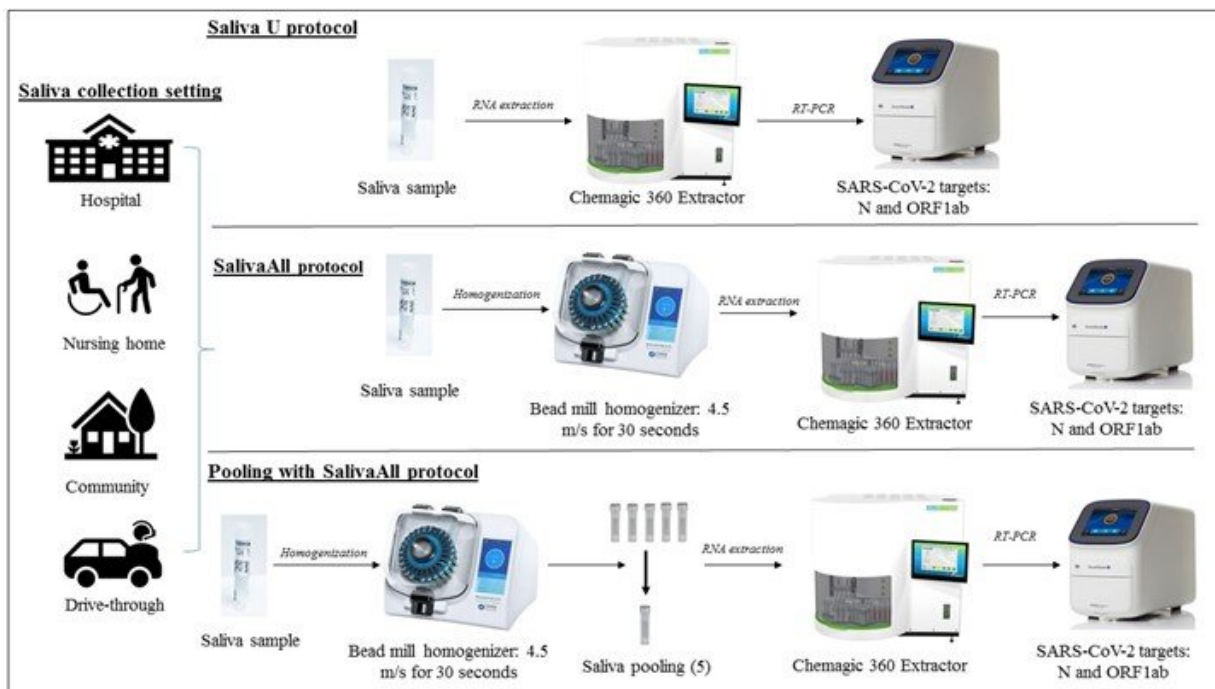 Saliva U protocol
Saliva collection setting
Hospital
Nursing home
Community
Drive-through
RNA extraction
RT-PCR
Saliva sample
Chemagic 360 Extractor
SARS-CoV-2 targets:
N and ORF1ab
SalivaAll protocol
Homogenization
RNA extraction
RT-PCR
Saliva sample
Bead mill homogenizer: 4.5
m/s for 30 seconds
Chemagic 360 Extractor
SARS-CoV-2 targets:
N and ORF1ab
Pooling with SalivaAll protocol
Homogenization
RNA extraction
RT-PCR
Saliva sample
Bead mill homogenizer: 4.5
m/s for 30 seconds
Saliva pooling (5)
Chemagic 360 Extractor
SARS-CoV-2 targets:
N and ORF1ab